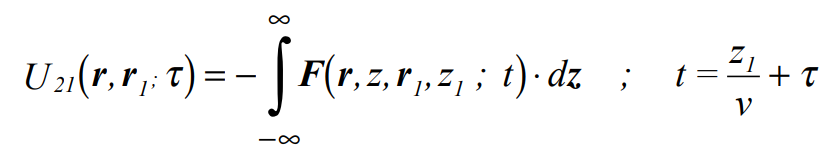 U₂₁(r, r₁; τ) = − ∫_{−∞}^{∞} F(r, z, r₁, z₁ ; t) · dz ; t = z₁/v + τ